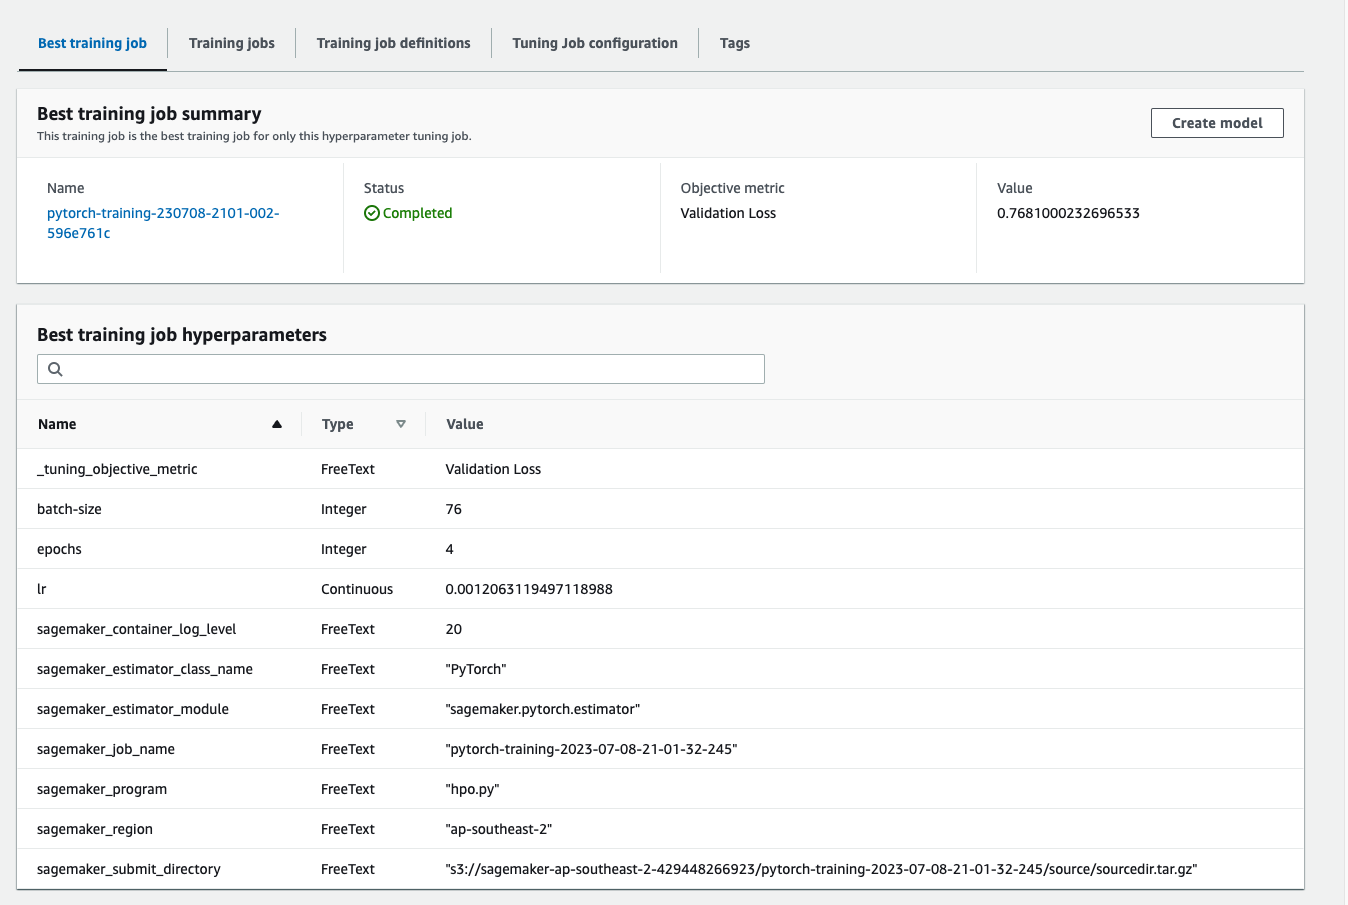 Best training job
Training jobs
Training job definitions
Tuning Job configuration
Tags
Best training job summary
This training job is the best training job for only this hyperparameter tuning job.
Create model
Name
pytorch-training-230708-2101-002-
596e761c
Status
Completed
Objective metric
Validation Loss
Value
0.7681000232696533
Best training job hyperparameters
Name Type Value
_tuning_objective_metric FreeText Validation Loss
batch-size Integer 76
epochs Integer 4
lr Continuous 0.0012063119497118988
sagemaker_container_log_level FreeText 20
sagemaker_estimator_class_name FreeText "PyTorch"
sagemaker_estimator_module FreeText "sagemaker.pytorch.estimator"
sagemaker_job_name FreeText "pytorch-training-2023-07-08-21-01-32-245"
sagemaker_program FreeText "hpo.py"
sagemaker_region FreeText "ap-southeast-2"
sagemaker_submit_directory FreeText "s3://sagemaker-ap-southeast-2-429448266923/pytorch-training-2023-07-08-21-01-32-245/source/sourcedir.tar.gz"